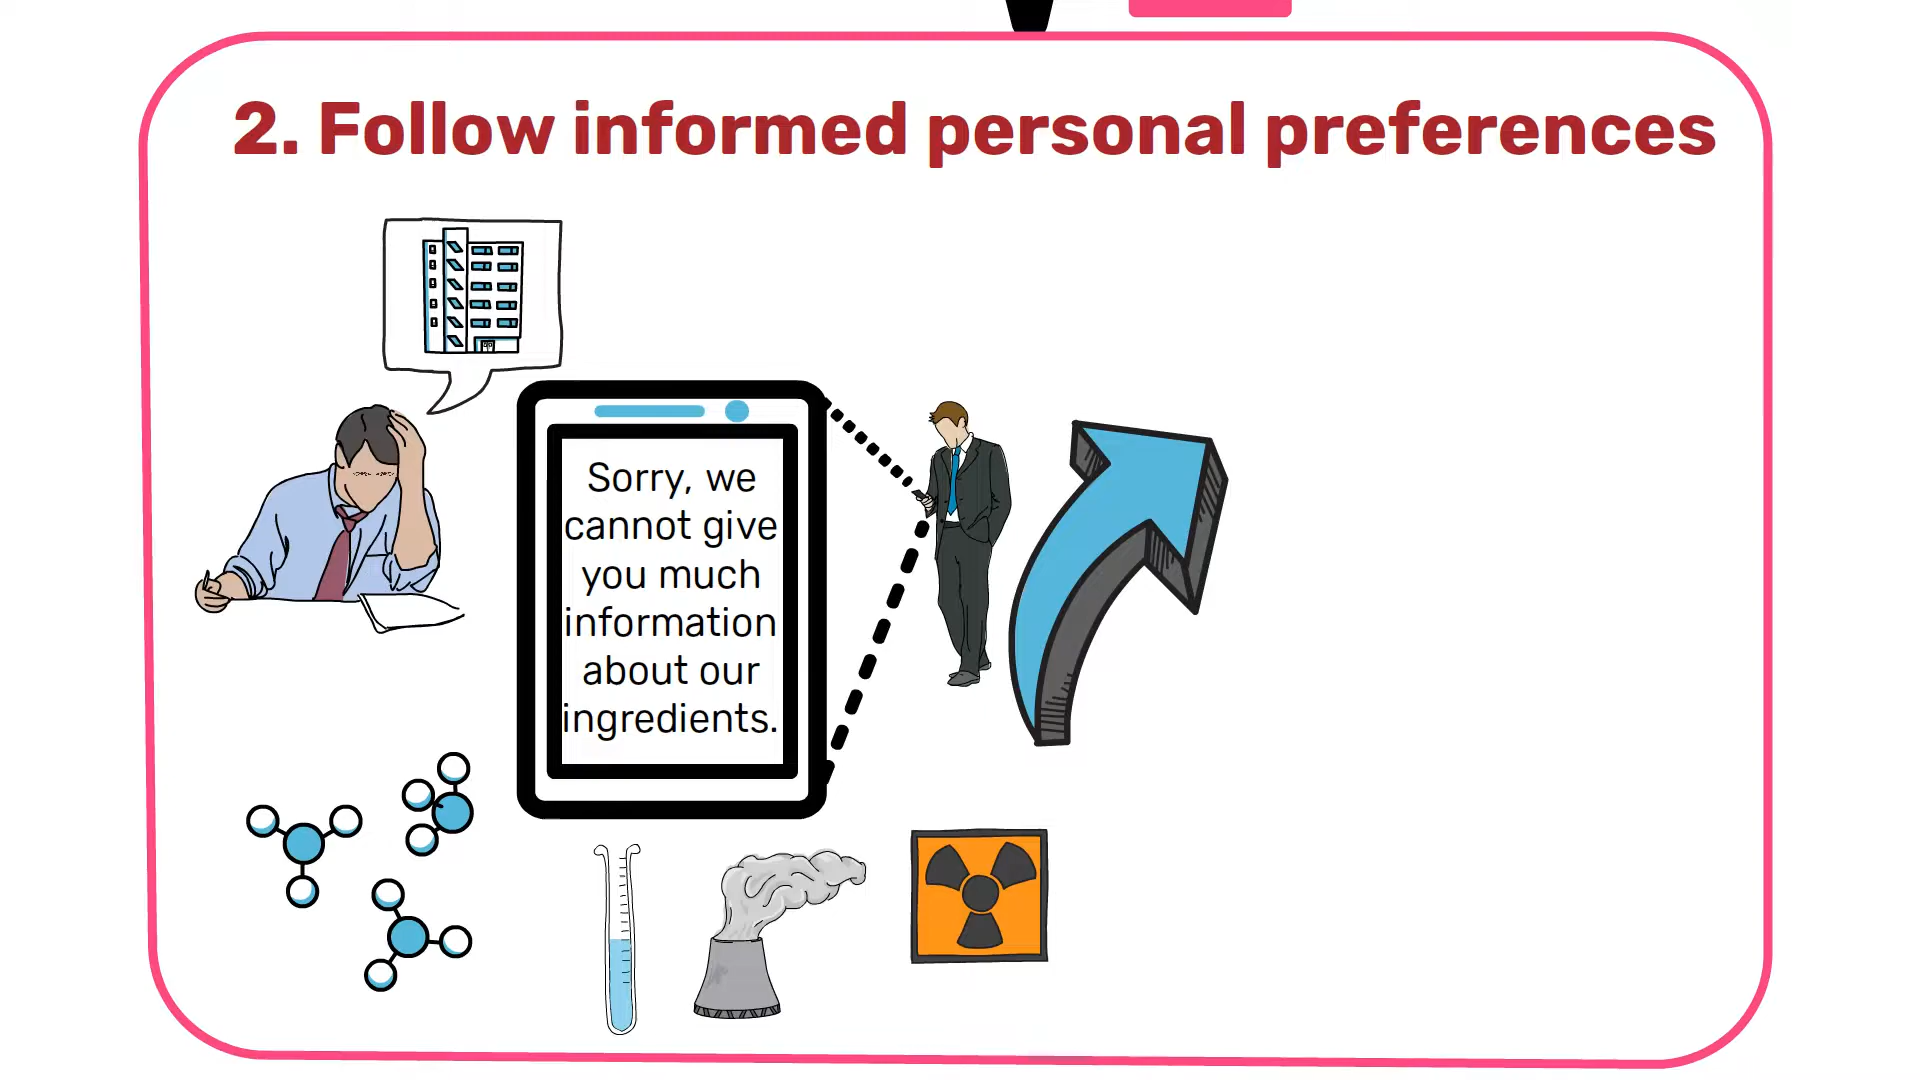 2. Follow informed personal preferences
Sorry, we
cannot give
you much
information
about our
ingredients.